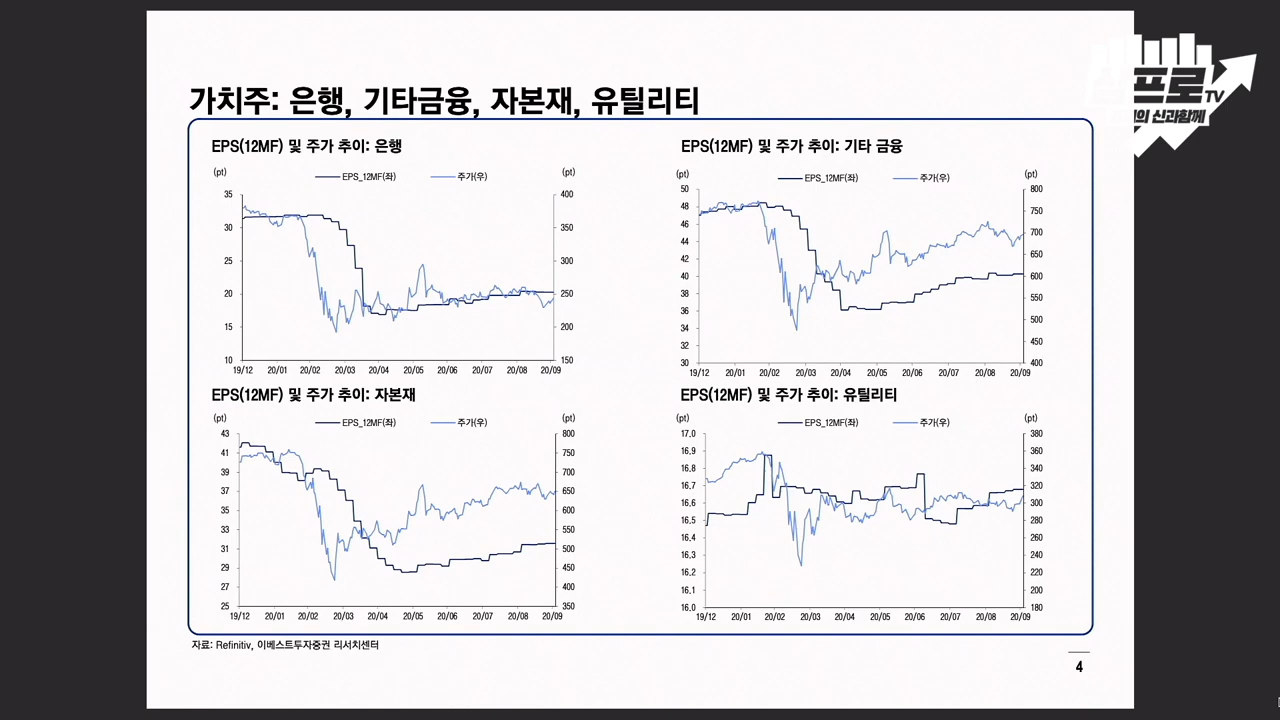 가치주: 은행, 기타금융, 자본재, 유틸리티
프로TV
의 신과함께
EPS(12MF) 및 주가 추이: 은행
(pt)
EPS_12MF(좌)
주가(우)
(pt)
35
30
25
20
15
10
400
350
300
250
200
150
19/12 20/01 20/02 20/03 20/04 20/05 20/06 20/07 20/08 20/09
EPS(12MF) 및 주가 추이: 기타 금융
(pt)
EPS_12MF(좌)
주가(우)
(pt)
50
48
46
44
42
40
38
36
34
32
30
800
750
700
650
600
550
500
450
400
19/12 20/01 20/02 20/03 20/04 20/05 20/06 20/07 20/08 20/09
EPS(12MF) 및 주가 추이: 자본재
(pt)
EPS_12MF(좌)
주가(우)
(pt)
43
41
39
37
35
33
31
29
27
25
800
750
700
650
600
550
500
450
400
350
19/12 20/01 20/02 20/03 20/04 20/05 20/06 20/07 20/08 20/09
EPS(12MF) 및 주가 추이: 유틸리티
(pt)
EPS_12MF(좌)
주가(우)
(pt)
17.0
16.9
16.8
16.7
16.6
16.5
16.3
16.2
16.1
16.0
380
360
340
320
300
280
260
240
220
200
180
19/12 20/01 20/02 20/03 20/04 20/05 20/06 20/07 20/08 20/09
자료: Refinitiv, 이베스트투자증권 리서치센터
4